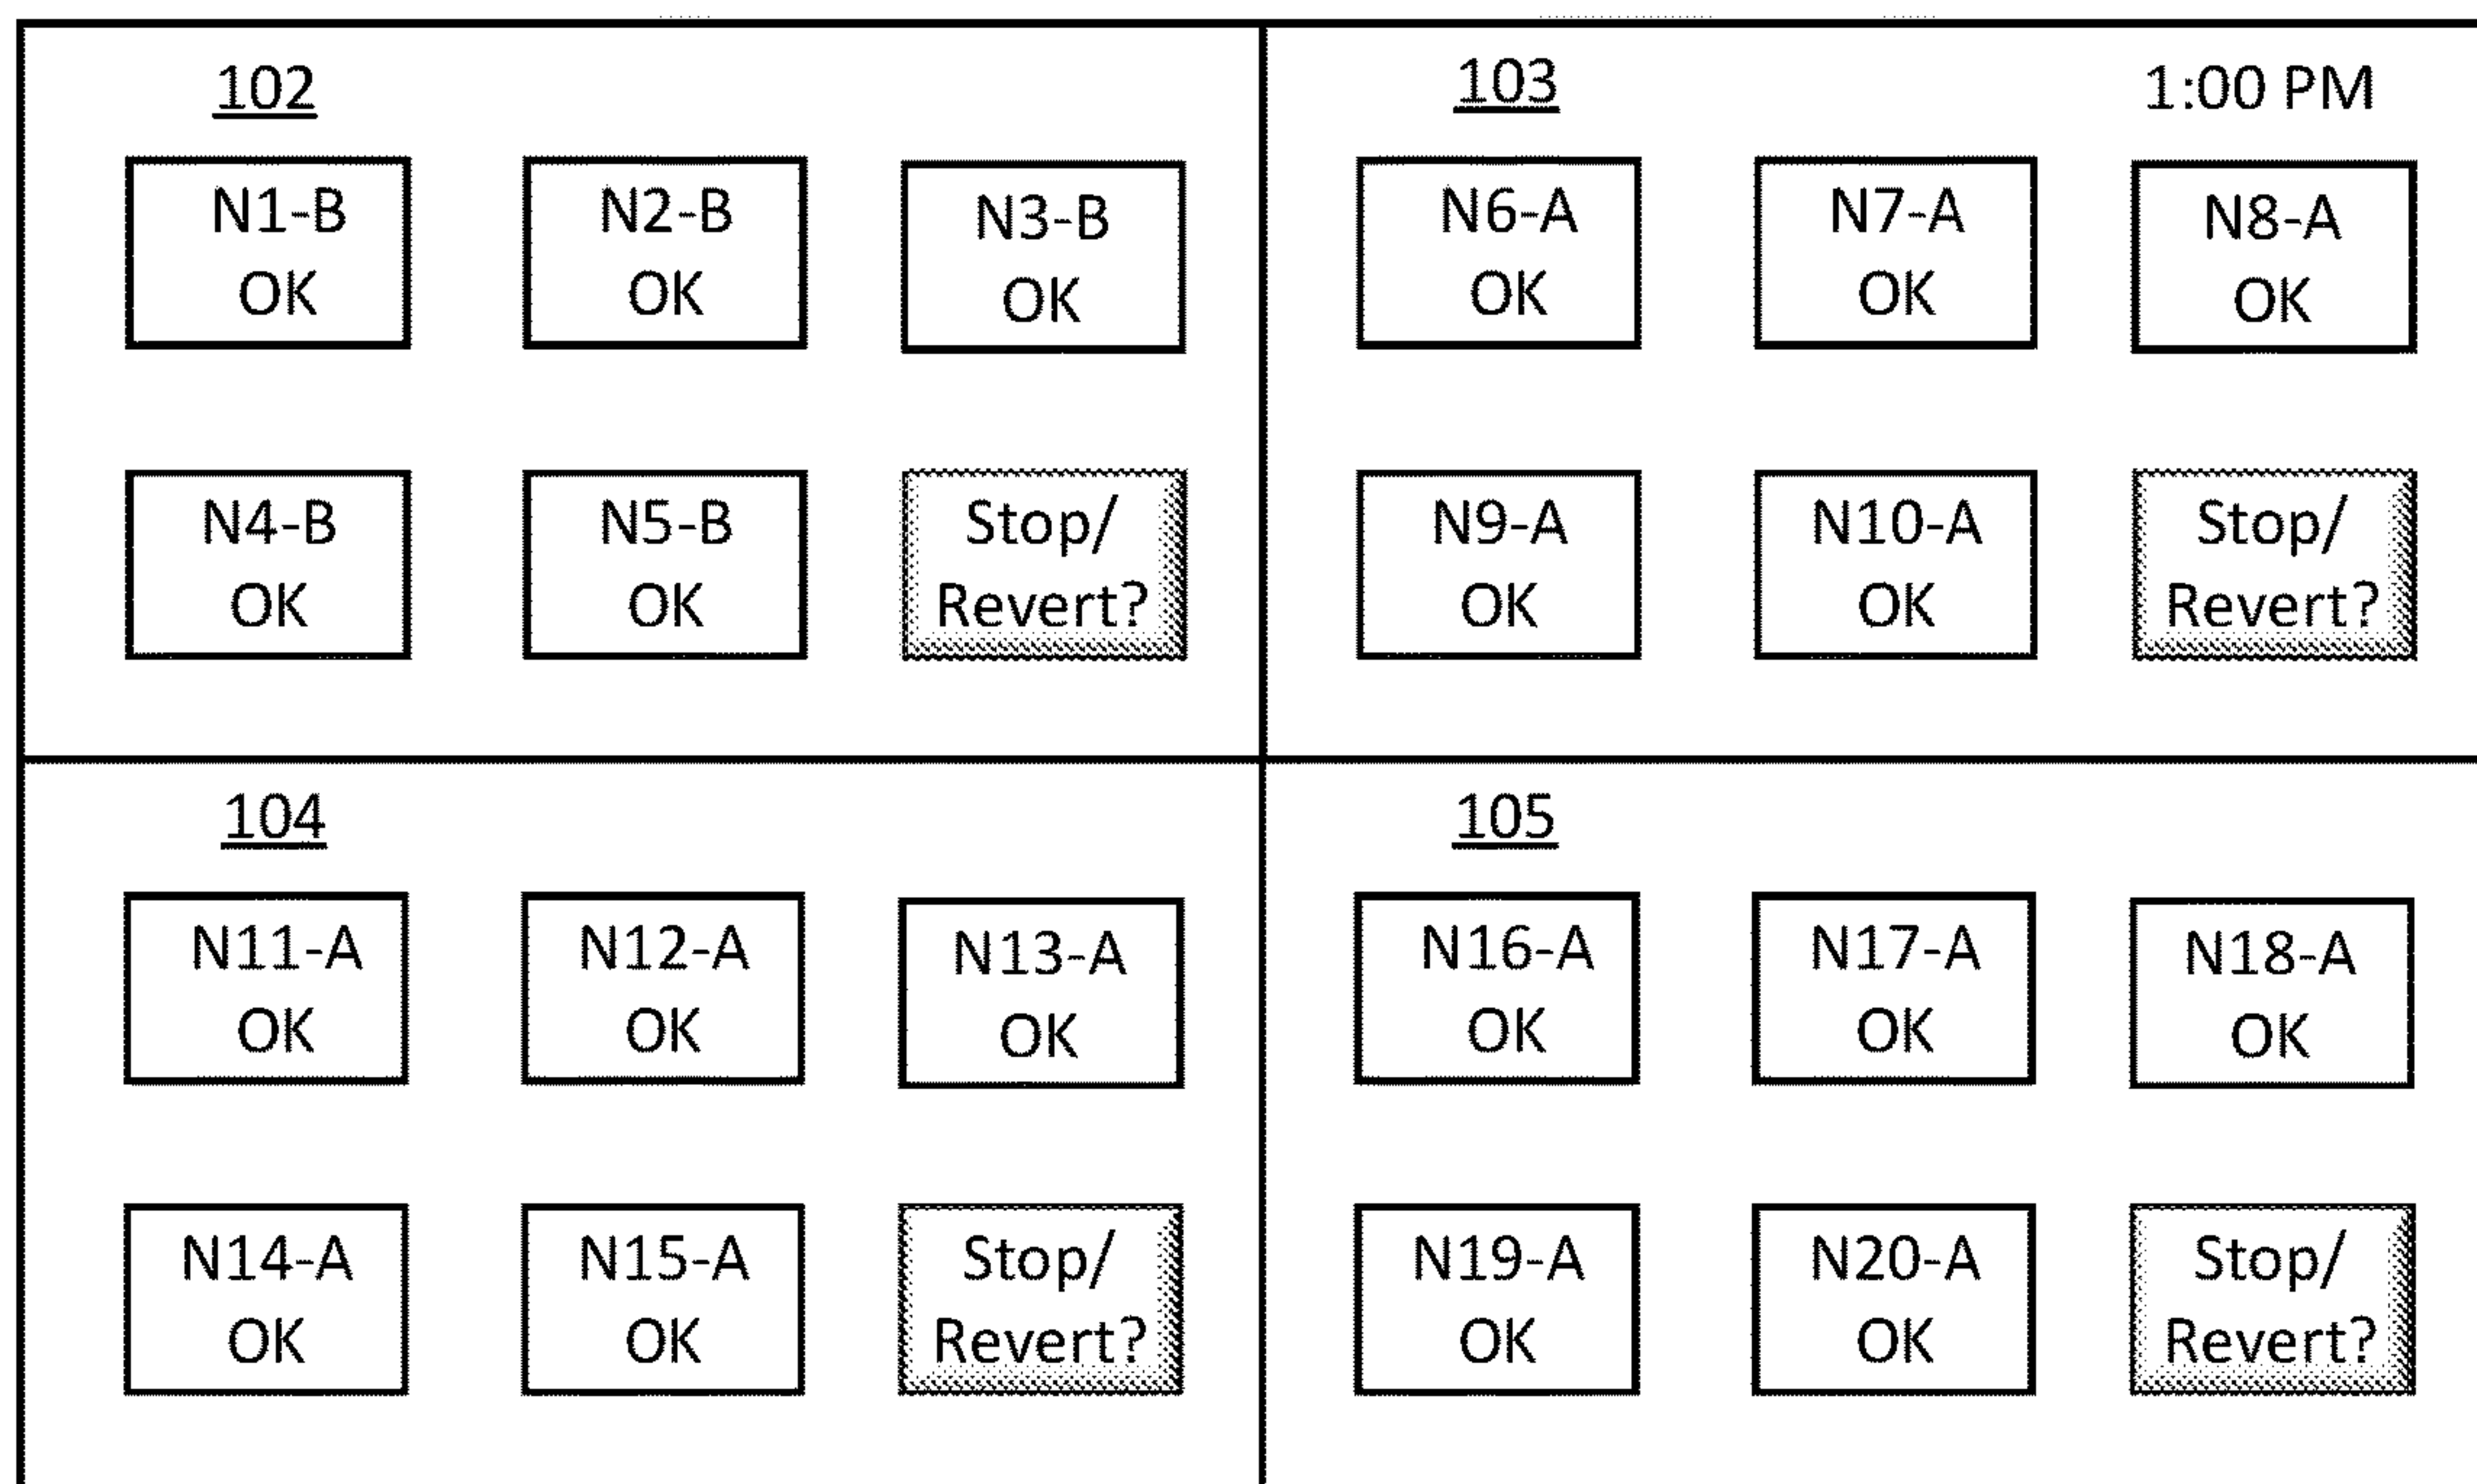 102
N1-B
OK
N2-B
OK
N3-B
OK
N4-B
OK
N5-B
OK
Stop/
Revert?
103
1:00 PM
N6-A
OK
N7-A
OK
N8-A
OK
N9-A
OK
N10-A
OK
Stop/
Revert?
104
N11-A
OK
N12-A
OK
N13-A
OK
N14-A
OK
N15-A
OK
Stop/
Revert?
105
N16-A
OK
N17-A
OK
N18-A
OK
N19-A
OK
N20-A
OK
Stop/
Revert?